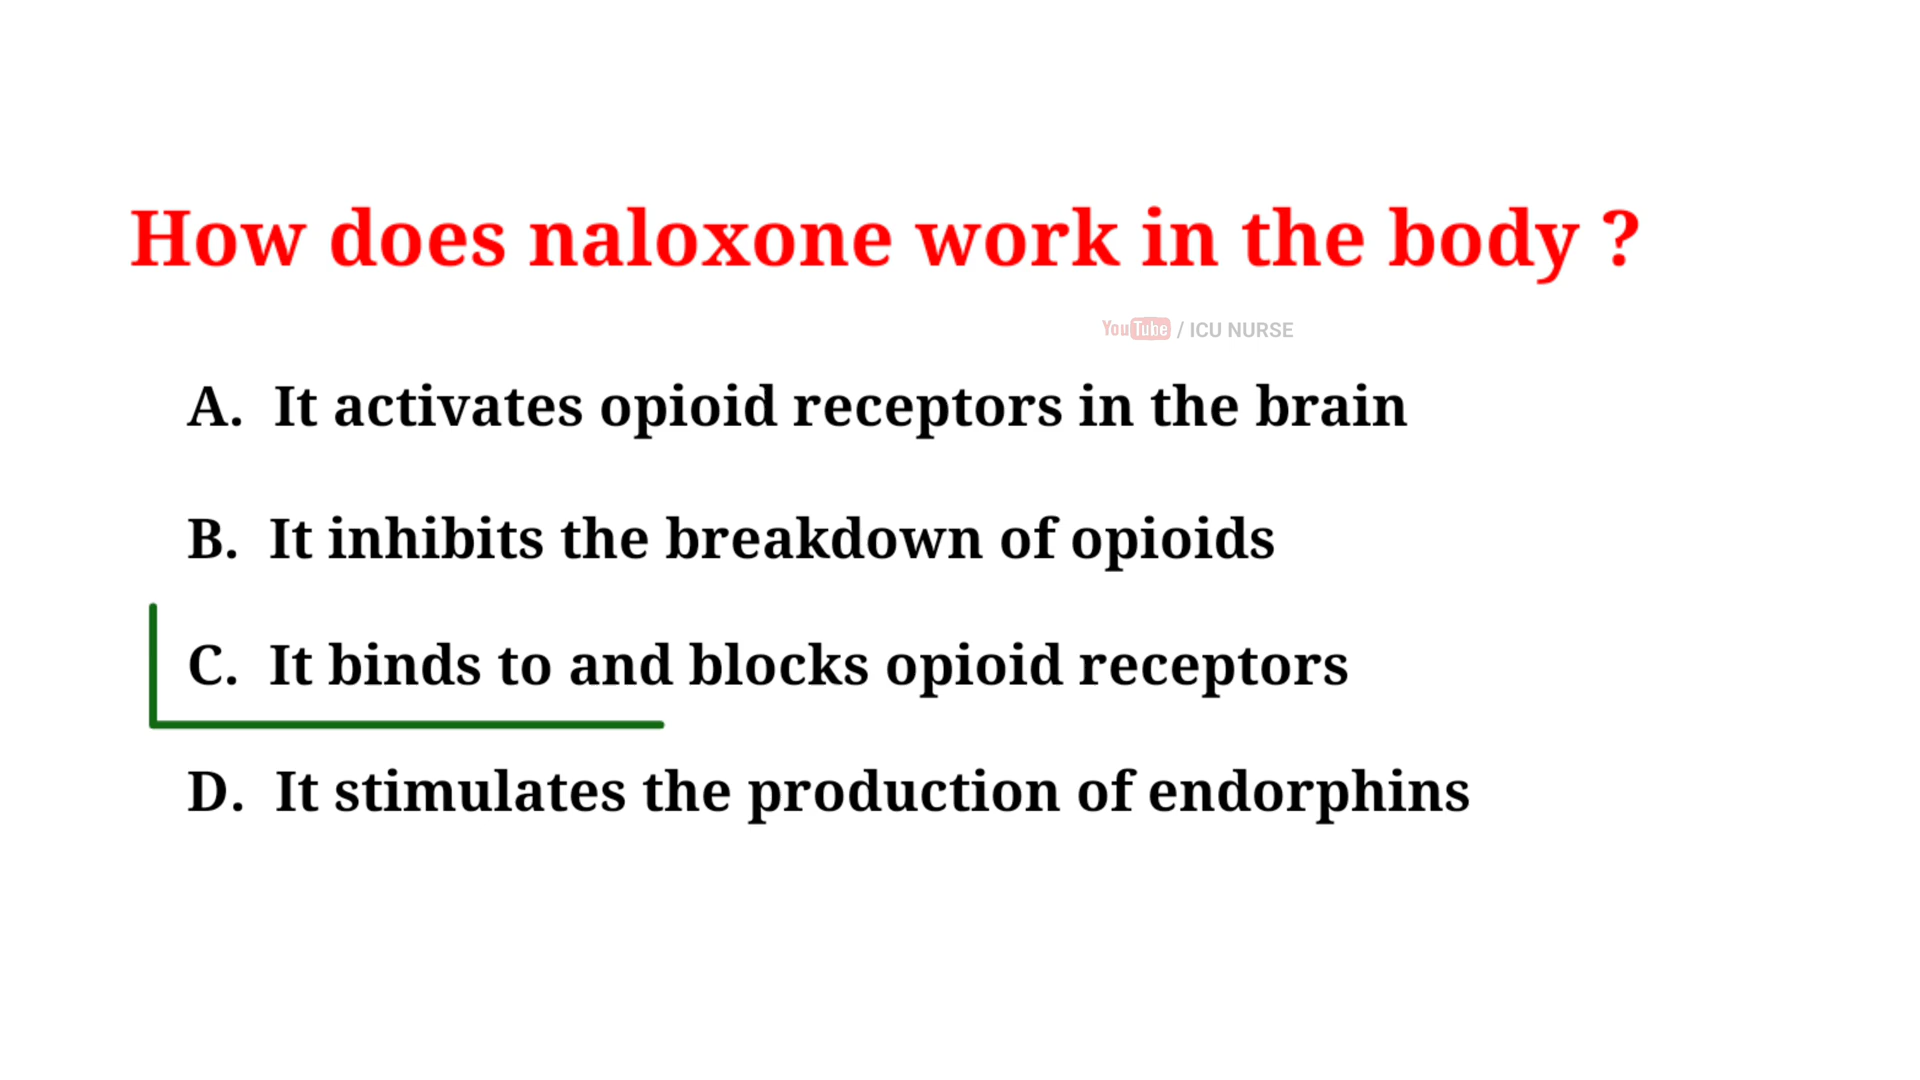 How does naloxone work in the body ?
YouTube / ICU NURSE
A. It activates opioid receptors in the brain
B. It inhibits the breakdown of opioids
C. It binds to and blocks opioid receptors
D. It stimulates the production of endorphins